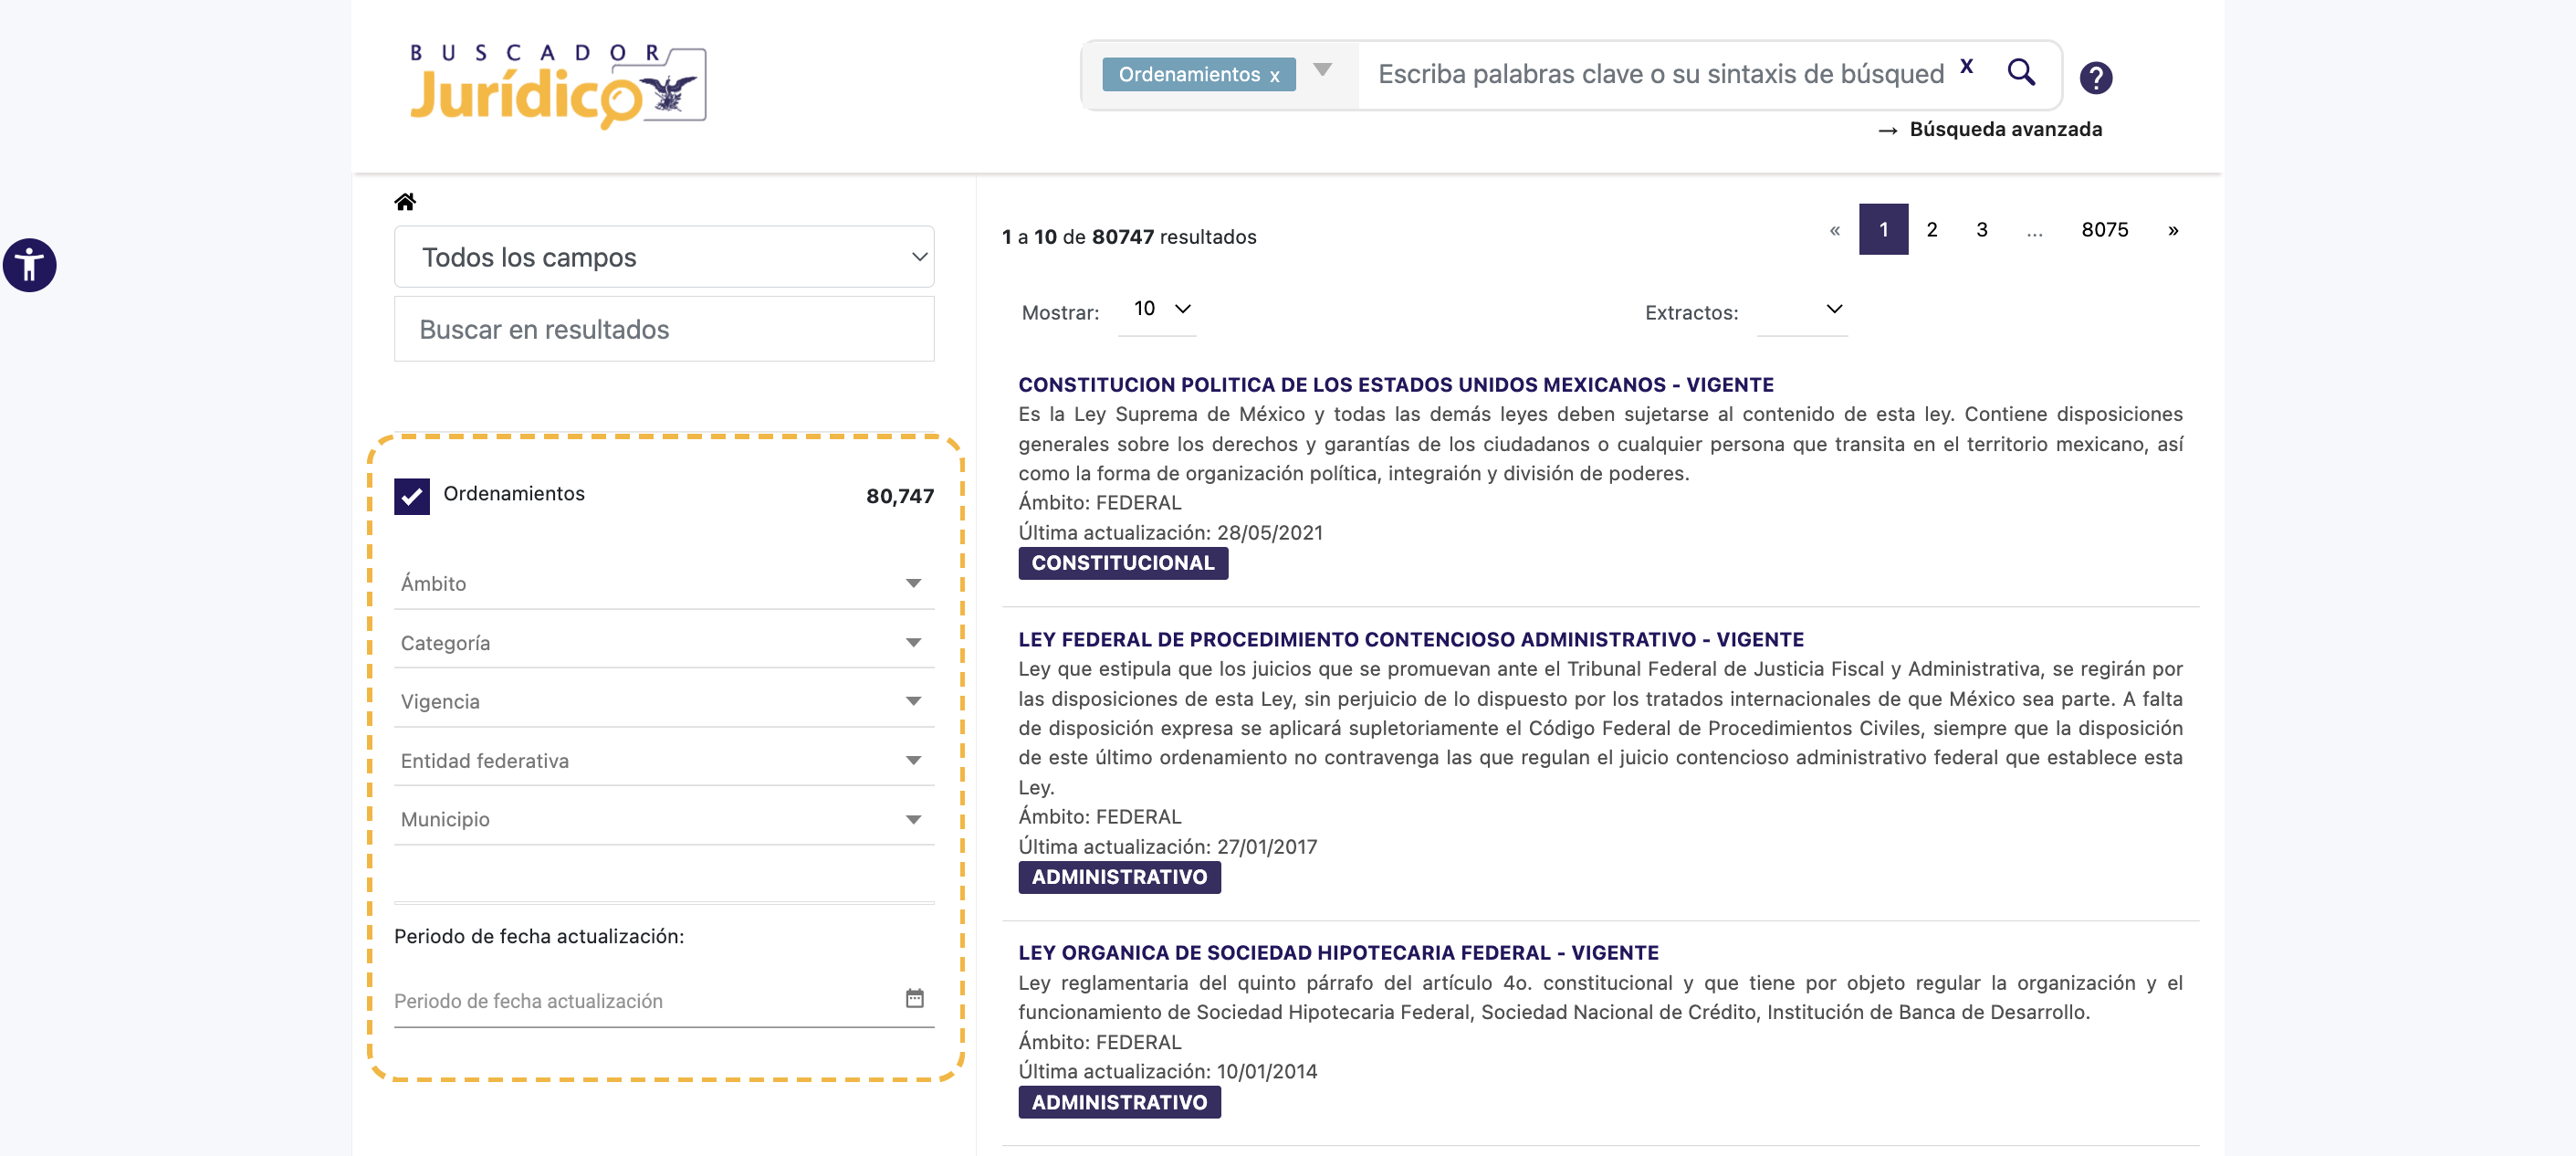 BUSCADOR
Jurídico
Ordenamientos x
Escriba palabras clave o su sintaxis de búsqued
X
?
→ Búsqueda avanzada
Todos los campos
Buscar en resultados
Ordenamientos 80,747
Ámbito
Categoría
Vigencia
Entidad federativa
Municipio
Periodo de fecha actualización:
Periodo de fecha actualización
1 a 10 de 80747 resultados
« 1 2 3 ... 8075 »
Mostrar: 10
Extractos:
CONSTITUCION POLITICA DE LOS ESTADOS UNIDOS MEXICANOS - VIGENTE
Es la Ley Suprema de México y todas las demás leyes deben sujetarse al contenido de esta ley. Contiene disposiciones
generales sobre los derechos y garantías de los ciudadanos o cualquier persona que transita en el territorio mexicano, así
como la forma de organización política, integraión y división de poderes.
Ámbito: FEDERAL
Última actualización: 28/05/2021
CONSTITUCIONAL
LEY FEDERAL DE PROCEDIMIENTO CONTENCIOSO ADMINISTRATIVO - VIGENTE
Ley que estipula que los juicios que se promuevan ante el Tribunal Federal de Justicia Fiscal y Administrativa, se regirán por
las disposiciones de esta Ley, sin perjuicio de lo dispuesto por los tratados internacionales de que México sea parte. A falta
de disposición expresa se aplicará supletoriamente el Código Federal de Procedimientos Civiles, siempre que la disposición
de este último ordenamiento no contravenga las que regulan el juicio contencioso administrativo federal que establece esta
Ley.
Ámbito: FEDERAL
Última actualización: 27/01/2017
ADMINISTRATIVO
LEY ORGANICA DE SOCIEDAD HIPOTECARIA FEDERAL - VIGENTE
Ley reglamentaria del quinto párrafo del artículo 4o. constitucional y que tiene por objeto regular la organización y el
funcionamiento de Sociedad Hipotecaria Federal, Sociedad Nacional de Crédito, Institución de Banca de Desarrollo.
Ámbito: FEDERAL
Última actualización: 10/01/2014
ADMINISTRATIVO